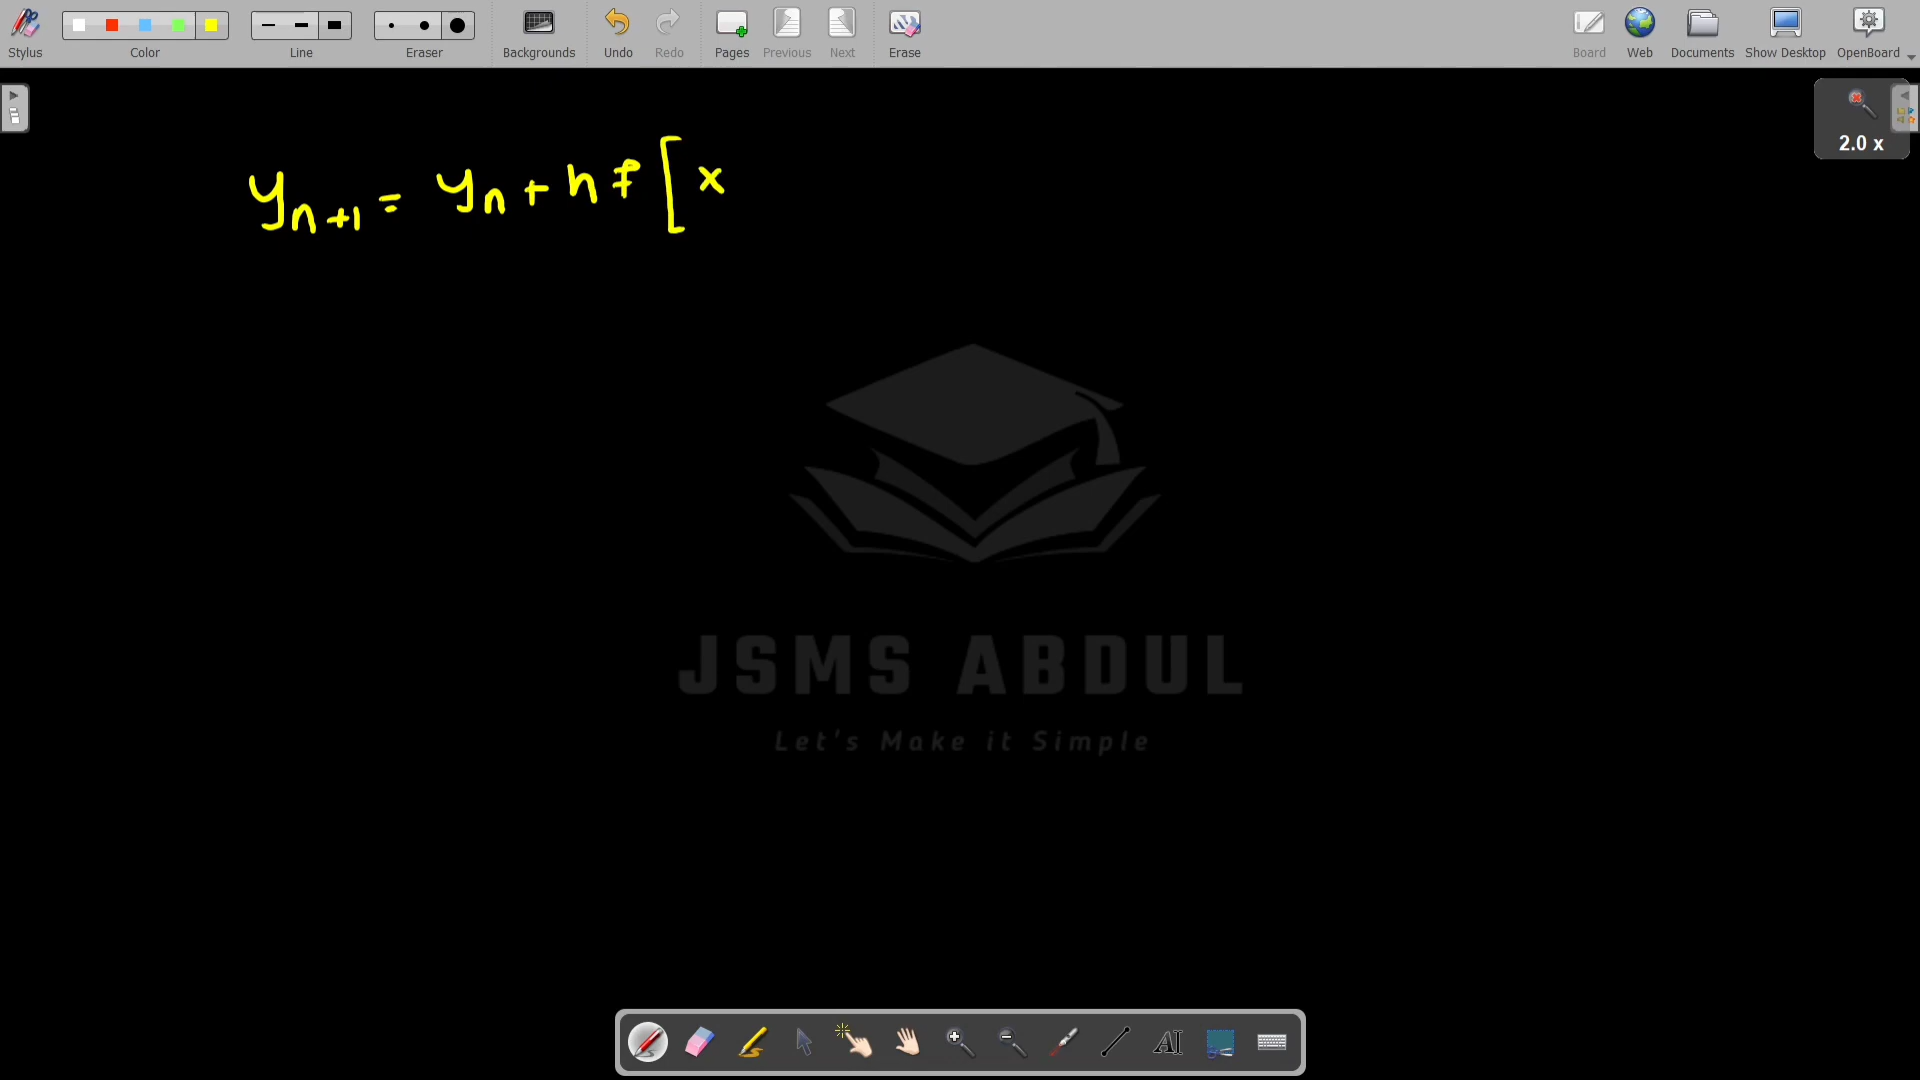 Stylus Color Line Eraser Backgrounds Undo Redo Pages Previous Next Erase Board Web Documents Show Desktop OpenBoard
2.0 x
yₙ₊₁ = yₙ + h f [ x
JSMS ABDUL
Let's Make it Simple
AI